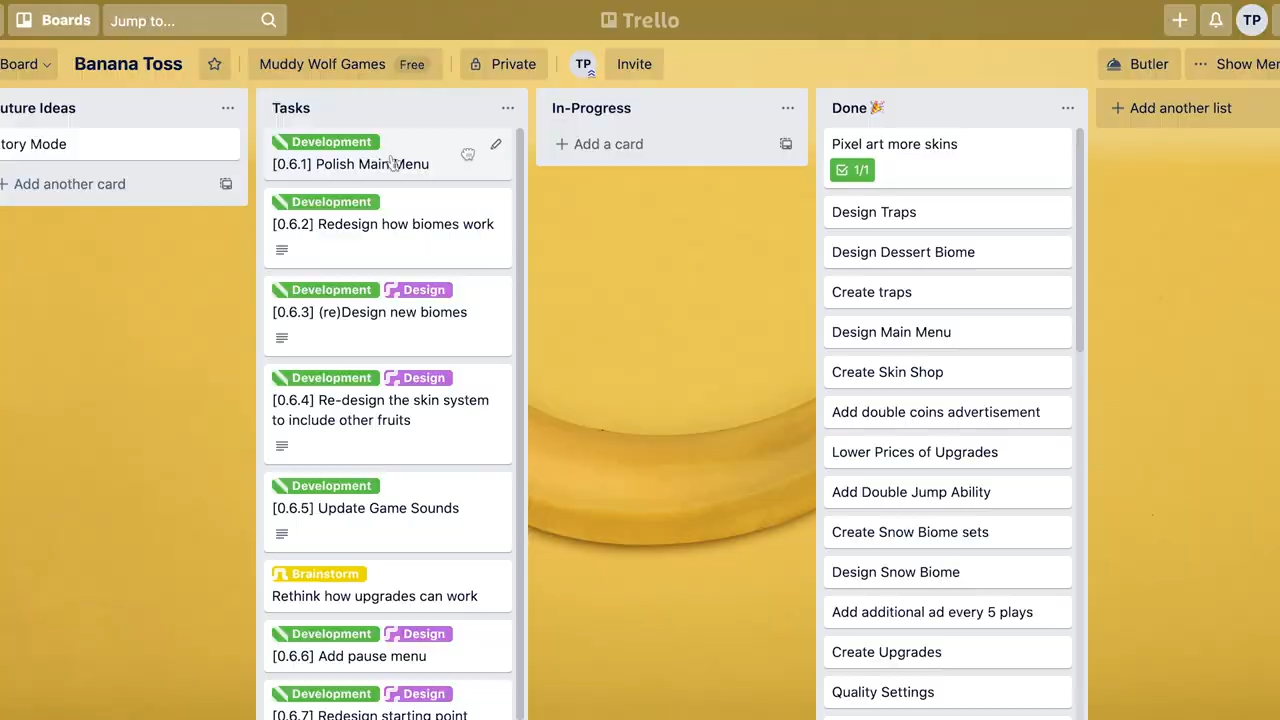 Boards
Jump to...
Trello
TP
Board
Banana Toss
Muddy Wolf Games Free
Private
TP
Invite
Butler
Show Men
uture Ideas
tory Mode
Add another card
Tasks
Development
[0.6.1] Polish Main Menu
Development
[0.6.2] Redesign how biomes work
Development Design
[0.6.3] (re)Design new biomes
Development Design
[0.6.4] Re-design the skin system
to include other fruits
Development
[0.6.5] Update Game Sounds
Brainstorm
Rethink how upgrades can work
Development Design
[0.6.6] Add pause menu
Development Design
[0.6.7] Redesign starting point
In-Progress
Add a card
Done🎉
Pixel art more skins
1/1
Design Traps
Design Dessert Biome
Create traps
Design Main Menu
Create Skin Shop
Add double coins advertisement
Lower Prices of Upgrades
Add Double Jump Ability
Create Snow Biome sets
Design Snow Biome
Add additional ad every 5 plays
Create Upgrades
Quality Settings
Add another list